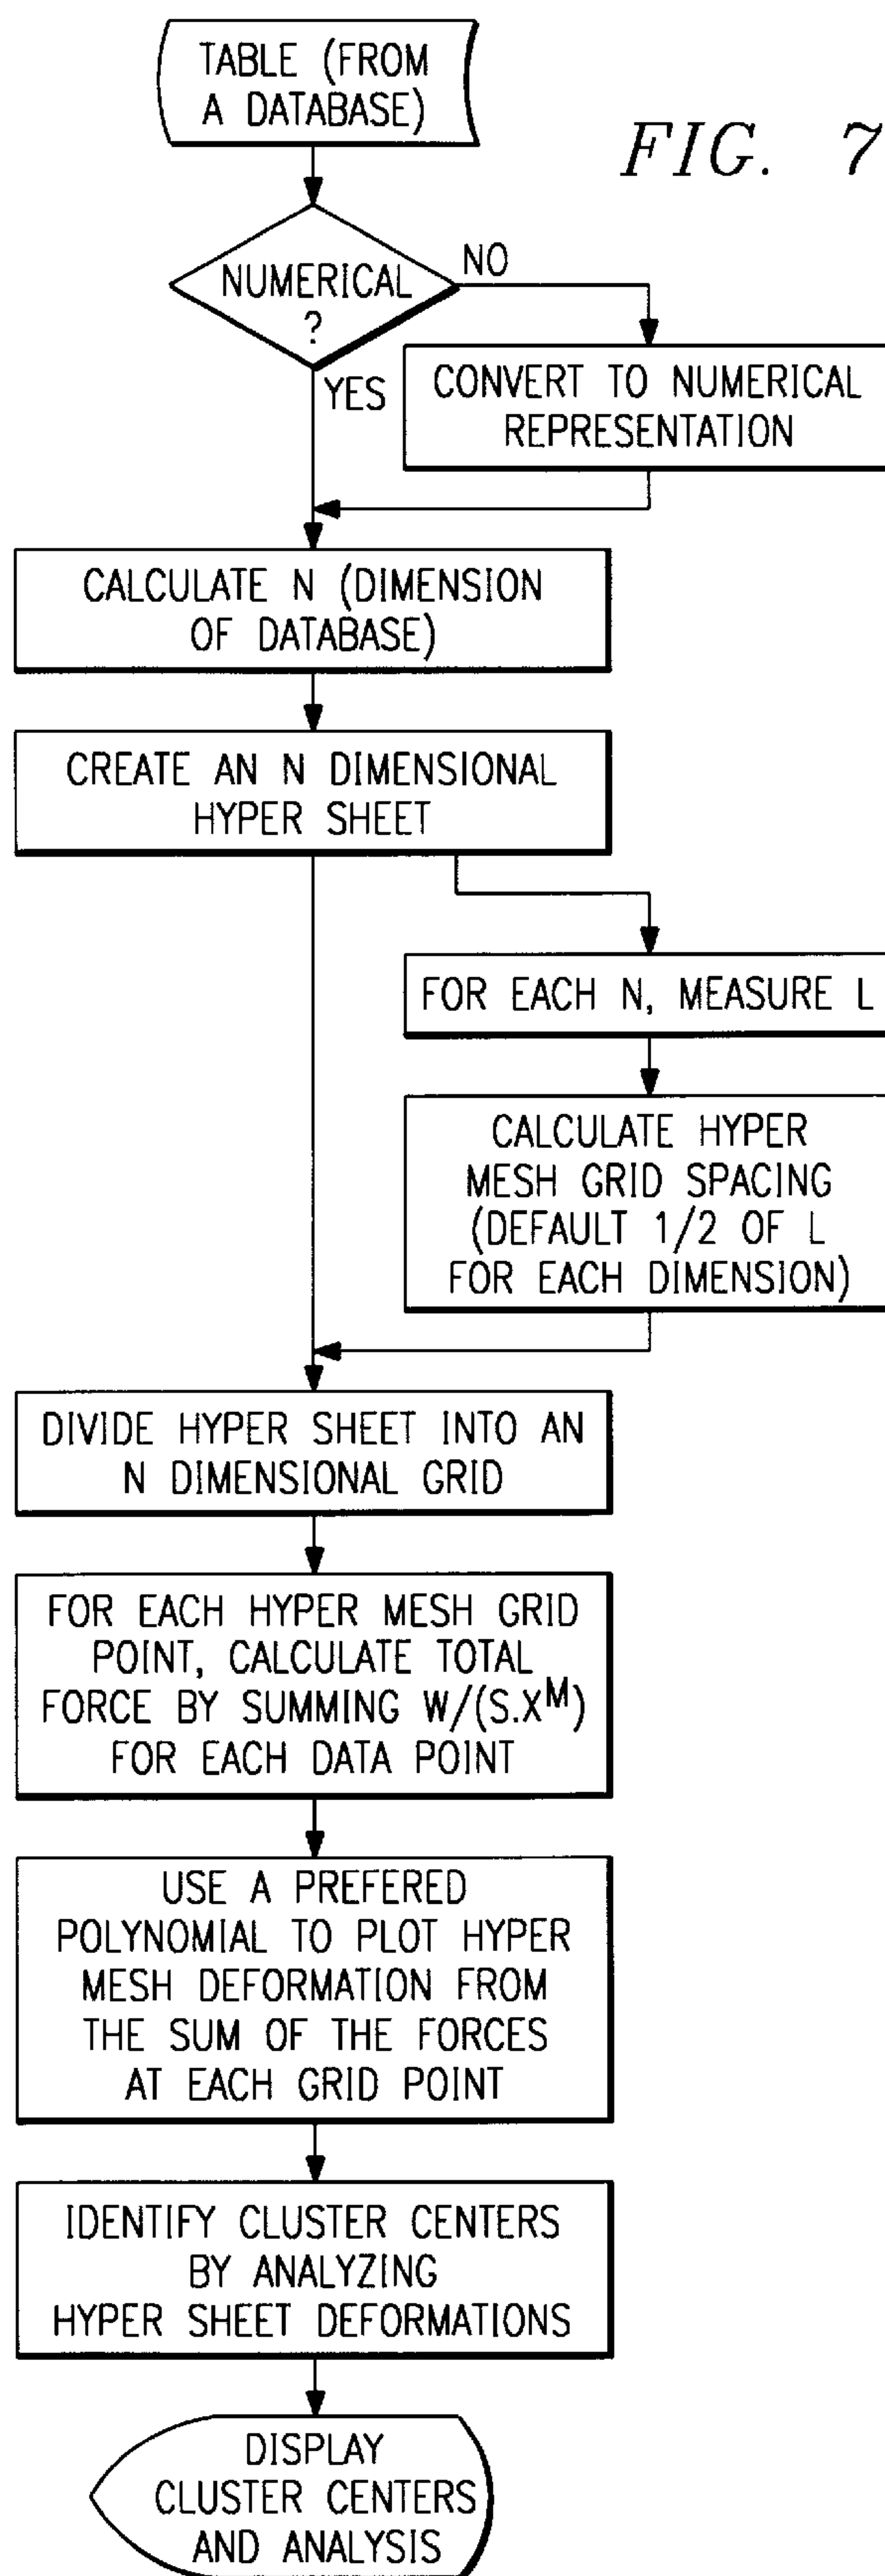 TABLE (FROM
A DATABASE)
FIG. 7
NUMERICAL
?
NO
YES
CONVERT TO NUMERICAL
REPRESENTATION
CALCULATE N (DIMENSION
OF DATABASE)
CREATE AN N DIMENSIONAL
HYPER SHEET
FOR EACH N, MEASURE L
CALCULATE HYPER
MESH GRID SPACING
(DEFAULT 1/2 OF L
FOR EACH DIMENSION)
DIVIDE HYPER SHEET INTO AN
N DIMENSIONAL GRID
FOR EACH HYPER MESH GRID
POINT, CALCULATE TOTAL
FORCE BY SUMMING W/(S.X^M)
FOR EACH DATA POINT
USE A PREFERED
POLYNOMIAL TO PLOT HYPER
MESH DEFORMATION FROM
THE SUM OF THE FORCES
AT EACH GRID POINT
IDENTIFY CLUSTER CENTERS
BY ANALYZING
HYPER SHEET DEFORMATIONS
DISPLAY
CLUSTER CENTERS
AND ANALYSIS